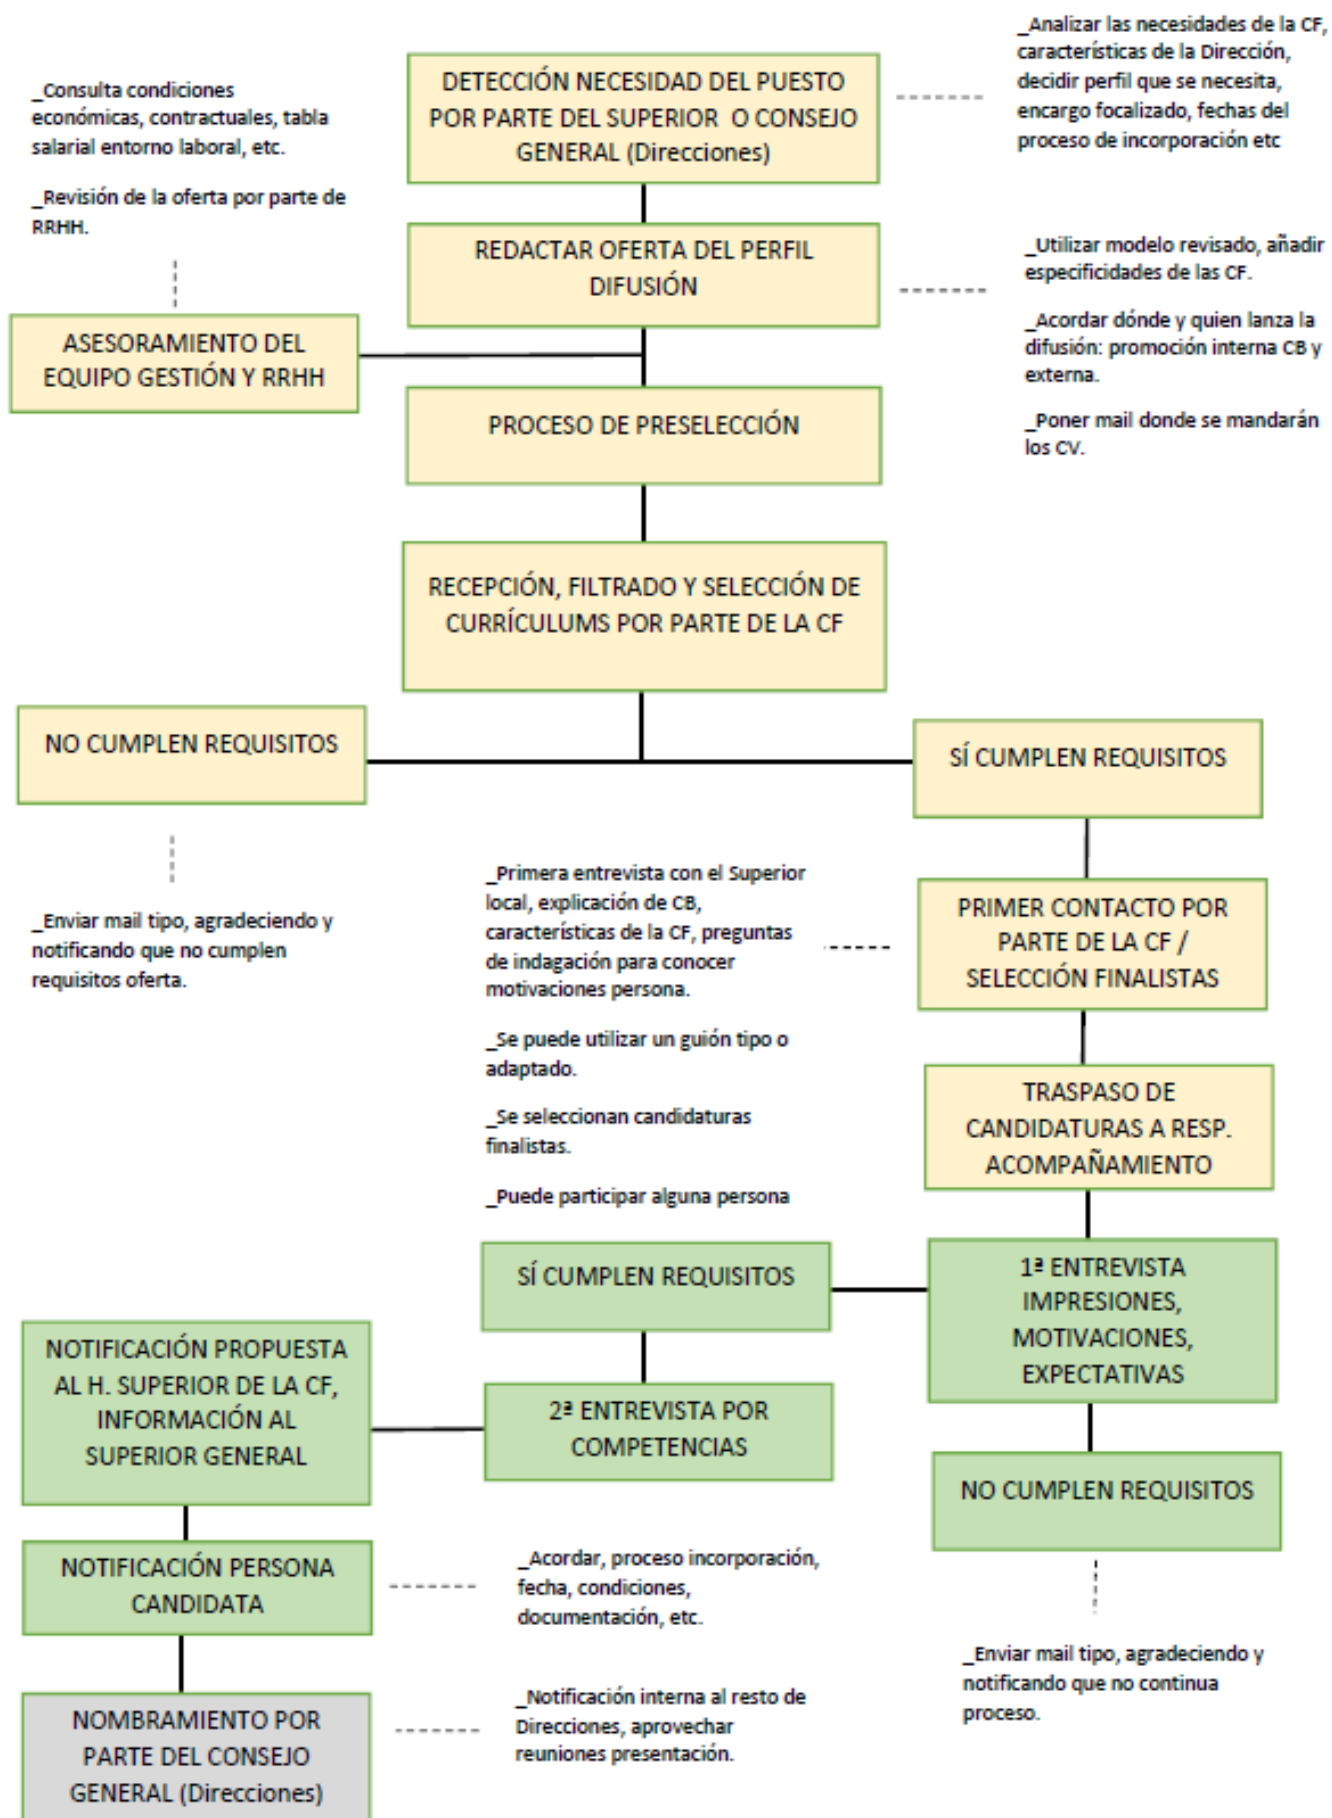 _Analizar las necesidades de la CF,
características de la Dirección,
decidir perfil que se necesita,
encargo focalizado, fechas del
proceso de incorporación etc
DETECCIÓN NECESIDAD DEL PUESTO
POR PARTE DEL SUPERIOR O CONSEJO
GENERAL (Direcciones)
_Consulta condiciones
económicas, contractuales, tabla
salarial entorno laboral, etc.
_Revisión de la oferta por parte de
RRHH.
REDACTAR OFERTA DEL PERFIL
DIFUSIÓN
_Utilizar modelo revisado, añadir
especificidades de las CF.
_Acordar dónde y quien lanza la
difusión: promoción interna CB y
externa.
_Poner mail donde se mandarán
los CV.
ASESORAMIENTO DEL
EQUIPO GESTIÓN Y RRHH
PROCESO DE PRESELECCIÓN
RECEPCIÓN, FILTRADO Y SELECCIÓN DE
CURRÍCULUMS POR PARTE DE LA CF
NO CUMPLEN REQUISITOS
SÍ CUMPLEN REQUISITOS
_Enviar mail tipo, agradeciendo y
notificando que no cumplen
requisitos oferta.
_Primera entrevista con el Superior
local, explicación de CB,
características de la CF, preguntas
de indagación para conocer
motivaciones persona.
_Se puede utilizar un guión tipo o
adaptado.
_Se seleccionan candidaturas
finalistas.
_Puede participar alguna persona
PRIMER CONTACTO POR
PARTE DE LA CF /
SELECCIÓN FINALISTAS
TRASPASO DE
CANDIDATURAS A RESP.
ACOMPAÑAMIENTO
SÍ CUMPLEN REQUISITOS
1ª ENTREVISTA
IMPRESIONES,
MOTIVACIONES,
EXPECTATIVAS
NOTIFICACIÓN PROPUESTA
AL H. SUPERIOR DE LA CF,
INFORMACIÓN AL
SUPERIOR GENERAL
2ª ENTREVISTA POR
COMPETENCIAS
NO CUMPLEN REQUISITOS
NOTIFICACIÓN PERSONA
CANDIDATA
_Acordar, proceso incorporación,
fecha, condiciones,
documentación, etc.
_Enviar mail tipo, agradeciendo y
notificando que no continua
proceso.
NOMBRAMIENTO POR
PARTE DEL CONSEJO
GENERAL (Direcciones)
_Notificación interna al resto de
Direcciones, aprovechar
reuniones presentación.